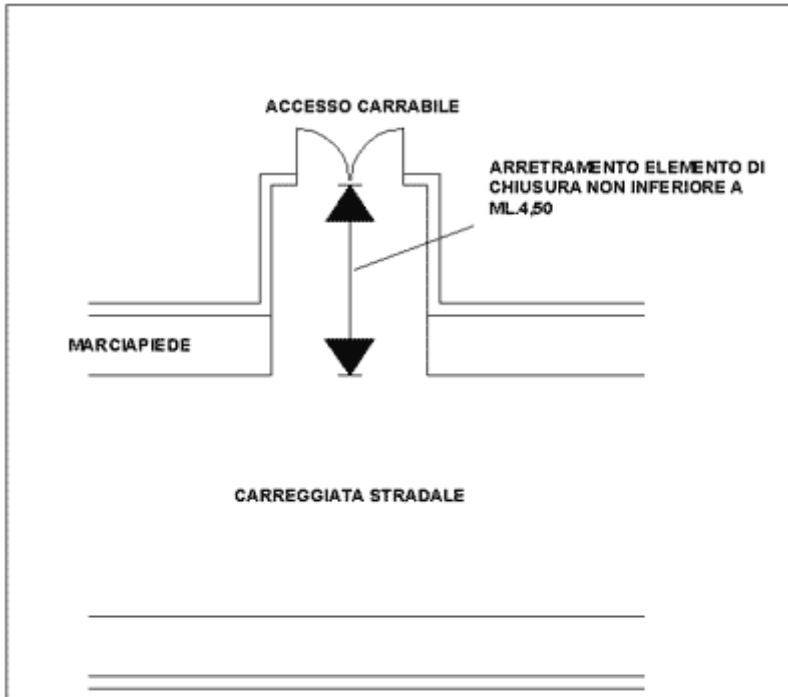 ACCESSO CARRABILE
ARRETRAMENTO ELEMENTO DI
CHIUSURA NON INFERIORE A
ML.4,50
MARCIAPIEDE
CARREGGIATA STRADALE